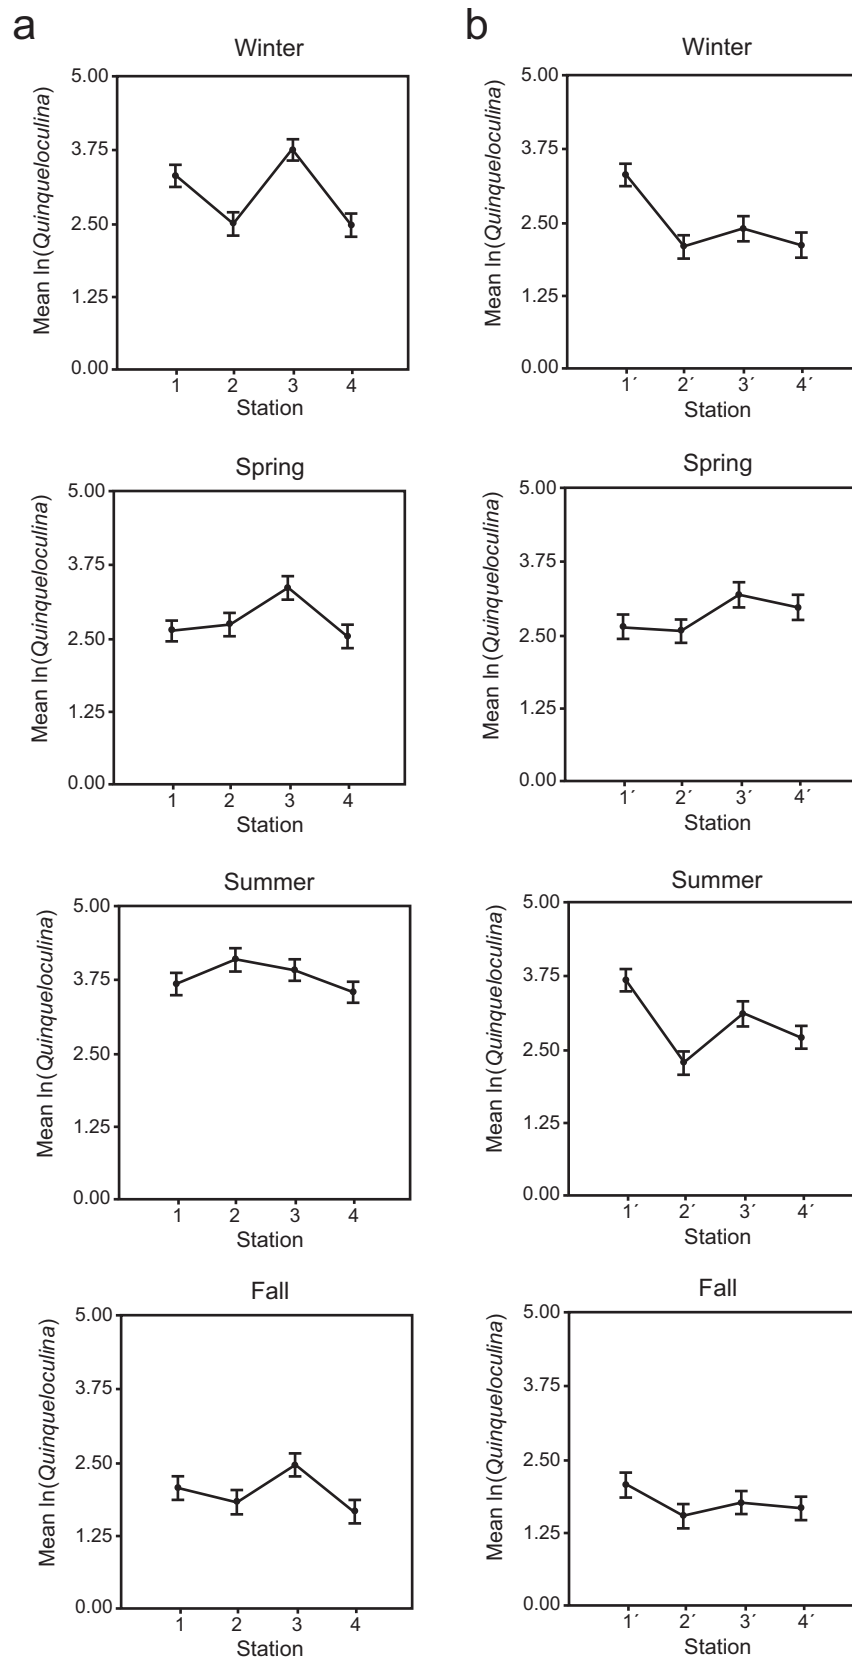 a
Winter
5.00
3.75
2.50
1.25
0.00
Mean ln(Quinqueloculina)
1 2 3 4
Station
b
Winter
5.00
3.75
2.50
1.25
0.00
Mean ln(Quinqueloculina)
1´ 2´ 3´ 4´
Station
Spring
5.00
3.75
2.50
1.25
0.00
Mean ln(Quinqueloculina)
1 2 3 4
Station
Spring
5.00
3.75
2.50
1.25
0.00
Mean ln(Quinqueloculina)
1´ 2´ 3´ 4´
Station
Summer
5.00
3.75
2.50
1.25
0.00
Mean ln(Quinqueloculina)
1 2 3 4
Station
Summer
5.00
3.75
2.50
1.25
0.00
Mean ln(Quinqueloculina)
1´ 2´ 3´ 4´
Station
Fall
5.00
3.75
2.50
1.25
0.00
Mean ln(Quinqueloculina)
1 2 3 4
Station
Fall
5.00
3.75
2.50
1.25
0.00
Mean ln(Quinqueloculina)
1´ 2´ 3´ 4´
Station